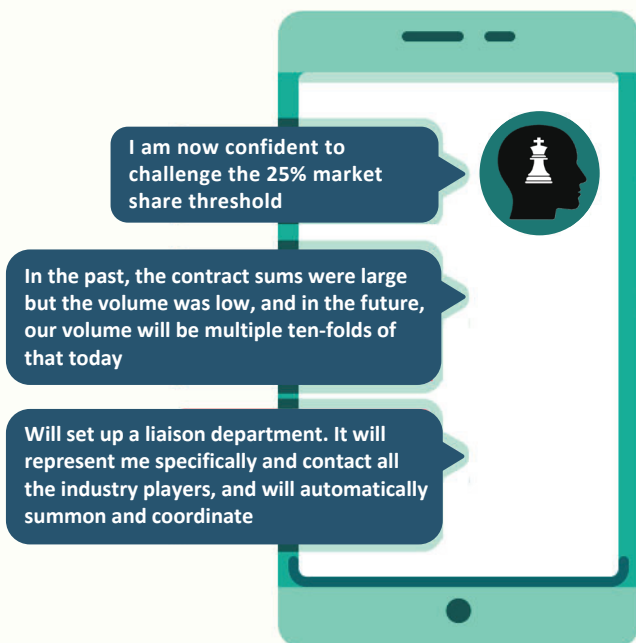 I am now confident to
challenge the 25% market
share threshold
In the past, the contract sums were large
but the volume was low, and in the future,
our volume will be multiple ten-folds of
that today
Will set up a liaison department. It will
represent me specifically and contact all
the industry players, and will automatically
summon and coordinate